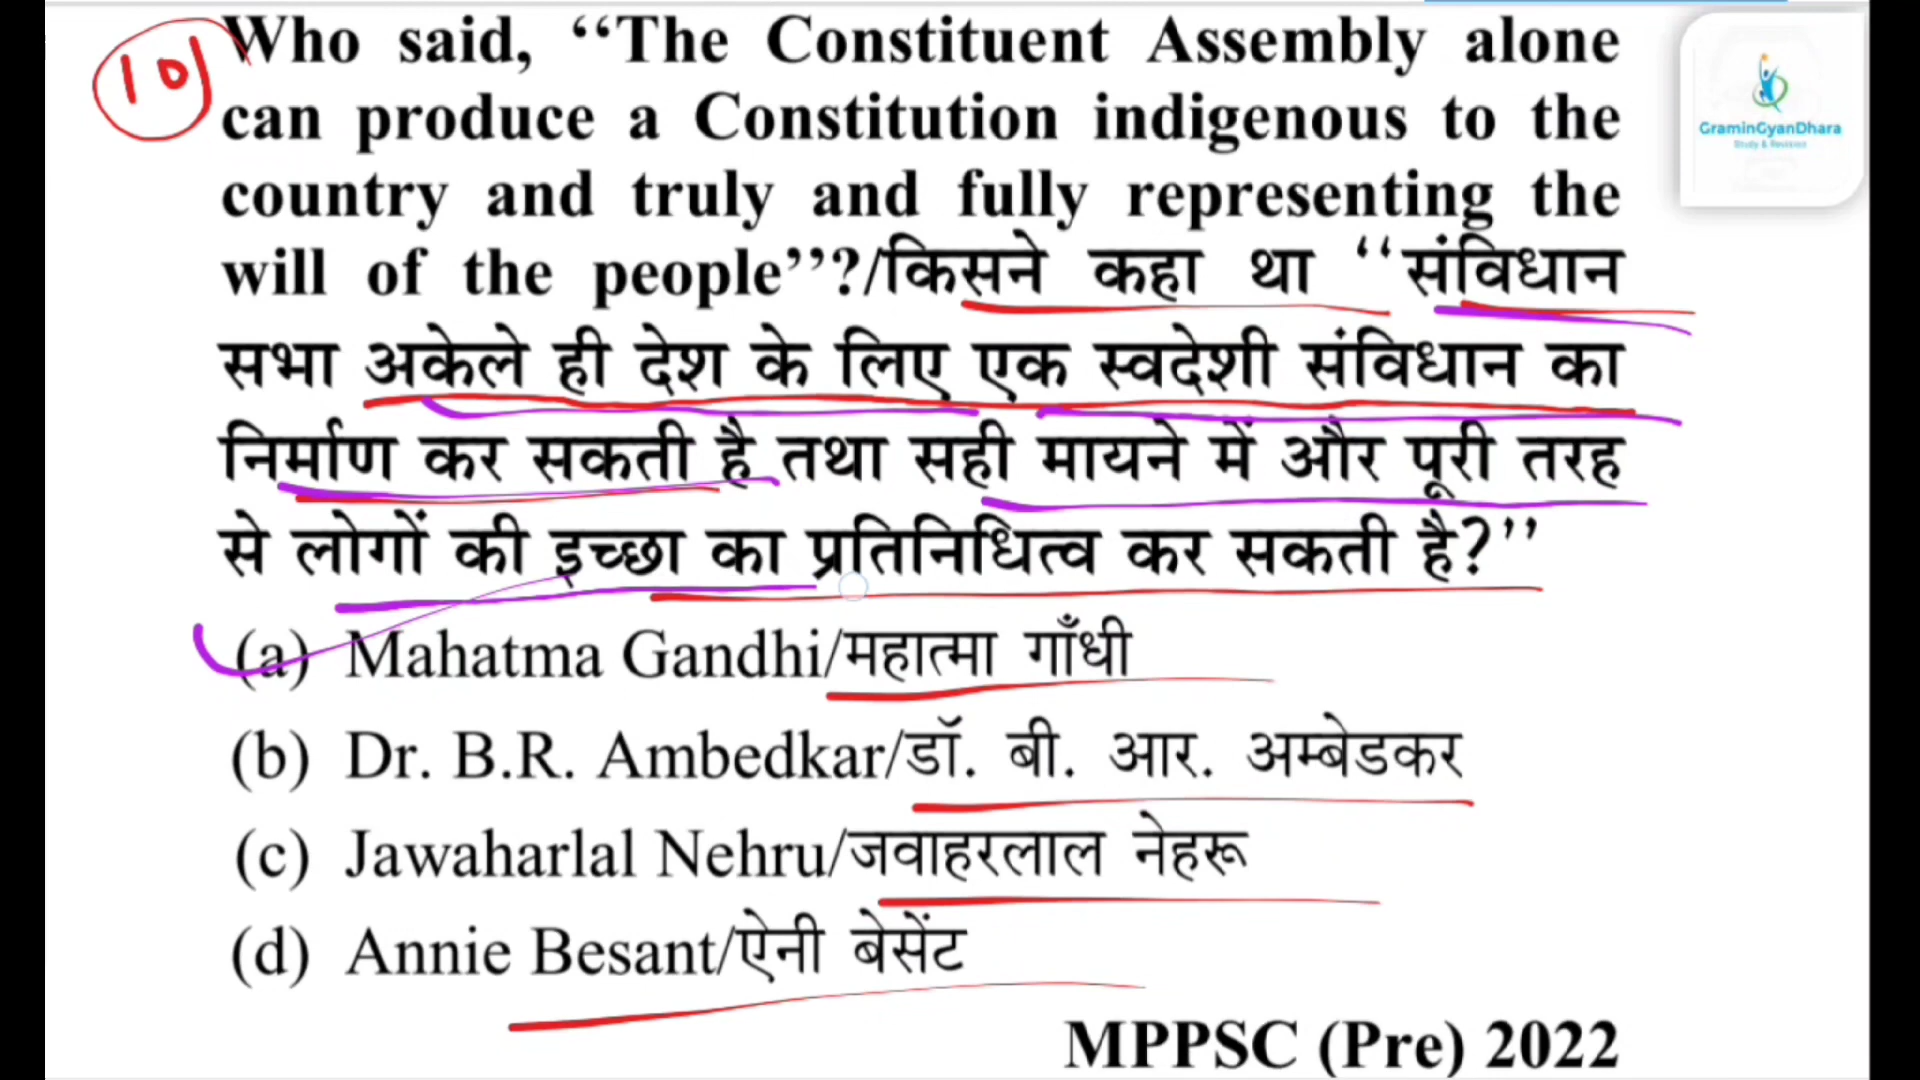 10
Who said, ‘‘The Constituent Assembly alone
can produce a Constitution indigenous to the
country and truly and fully representing the
will of the people’’?/किसने कहा था ‘‘संविधान
सभा अकेले ही देश के लिए एक स्वदेशी संविधान का
निर्माण कर सकती है तथा सही मायने में और पूरी तरह
से लोगों की इच्छा का प्रतिनिधित्व कर सकती है?’’
(a) Mahatma Gandhi/महात्मा गाँधी
(b) Dr. B.R. Ambedkar/डॉ. बी. आर. अम्बेडकर
(c) Jawaharlal Nehru/जवाहरलाल नेहरू
(d) Annie Besant/ऐनी बेसेंट
MPPSC (Pre) 2022
GraminGyanDhara
Study & Revision